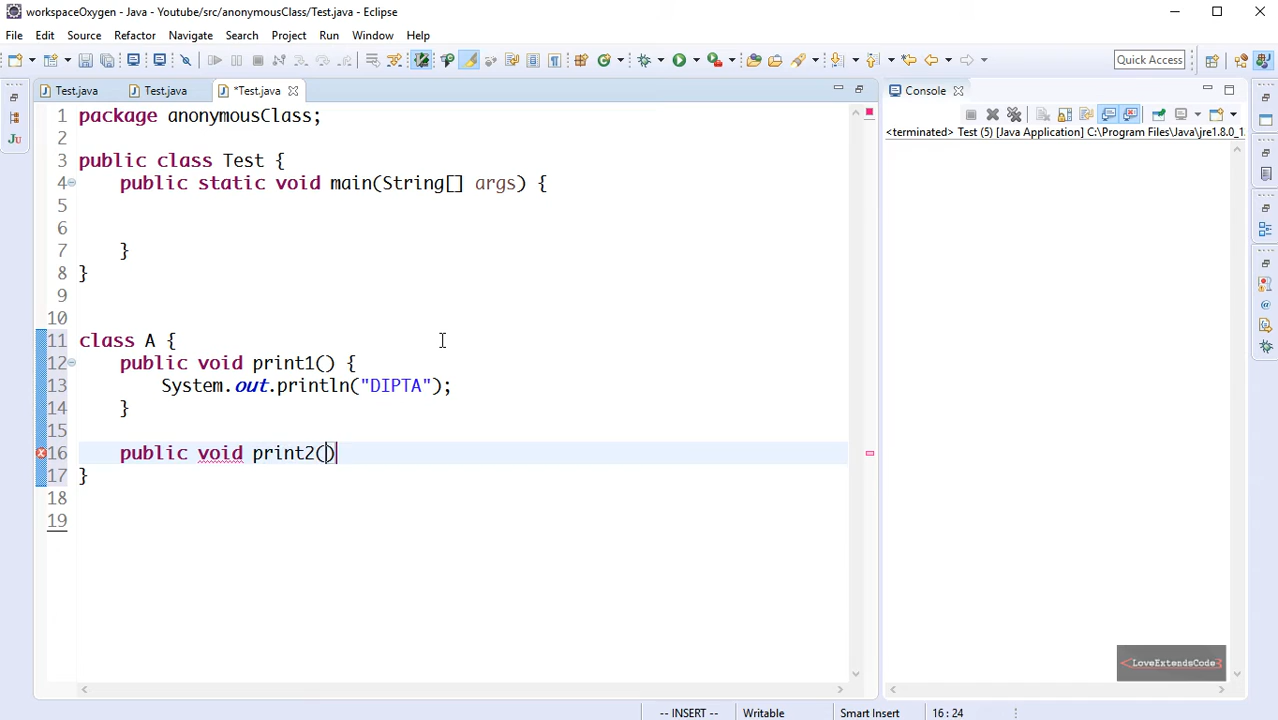 workspaceOxygen - Java - Youtube/src/anonymousClass/Test.java - Eclipse
File Edit Source Refactor Navigate Search Project Run Window Help
Quick Access
Test.java Test.java *Test.java Console
<terminated> Test (5) [Java Application] C:\Program Files\Java\jre1.8.0_1
1 package anonymousClass;
2
3 public class Test {
4 public static void main(String[] args) {
5
6
7 }
8 }
9
10
11 class A {
12 public void print1() {
13 System.out.println("DIPTA");
14 }
15
16 public void print2()
17 }
18
19
<LoveExtendsCode3
-- INSERT -- Writable Smart Insert 16 : 24